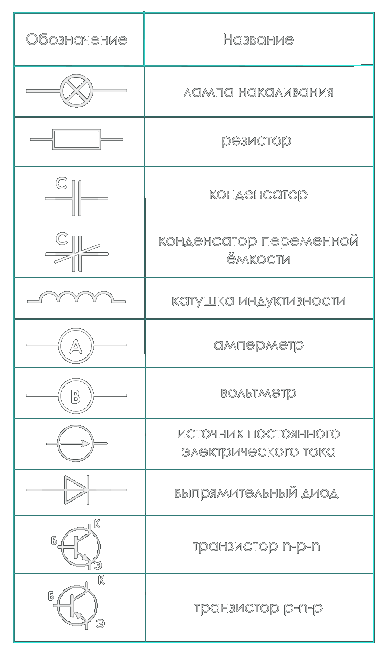 Обозначение Название
лампа накаливания
резистор
C конденсатор
C конденсатор переменной
ёмкости
катушка индуктивности
A амперметр
B вольтметр
источник постоянного
электрического тока
выпрямительный диод
К
Б транзистор n-p-n
Э
К
Б транзистор p-n-p
Э